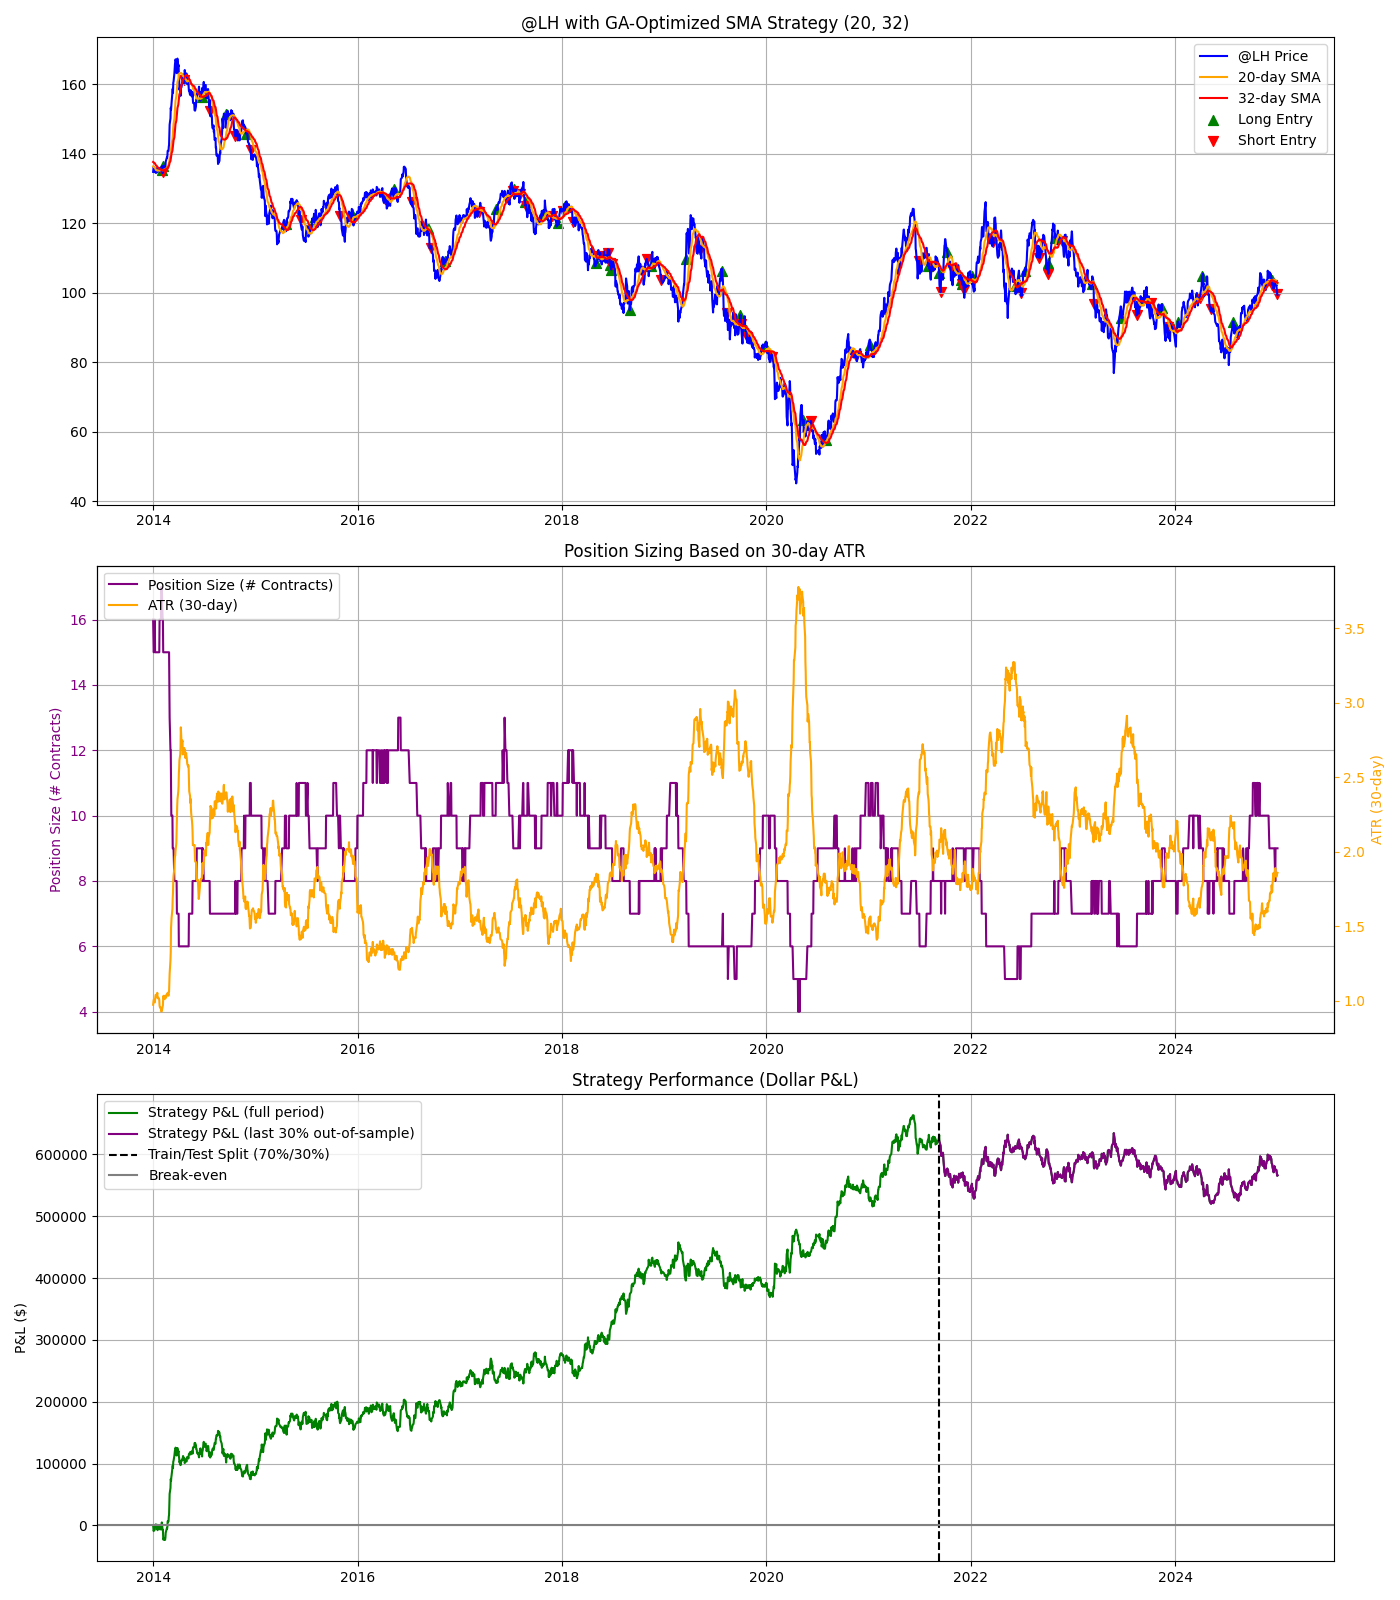 @LH with GA-Optimized SMA Strategy (20, 32)
@LH Price
20-day SMA
32-day SMA
Long Entry
Short Entry
160
140
120
100
80
60
40
2014 2016 2018 2020 2022 2024
Position Sizing Based on 30-day ATR
Position Size (# Contracts)
ATR (30-day)
Position Size (# Contracts)
16
14
12
10
8
6
4
3.5
3.0
2.5
2.0
1.5
1.0
ATR (30-day)
2014 2016 2018 2020 2022 2024
Strategy Performance (Dollar P&L)
Strategy P&L (full period)
Strategy P&L (last 30% out-of-sample)
Train/Test Split (70%/30%)
Break-even
P&L ($)
600000
500000
400000
300000
200000
100000
0
2014 2016 2018 2020 2022 2024